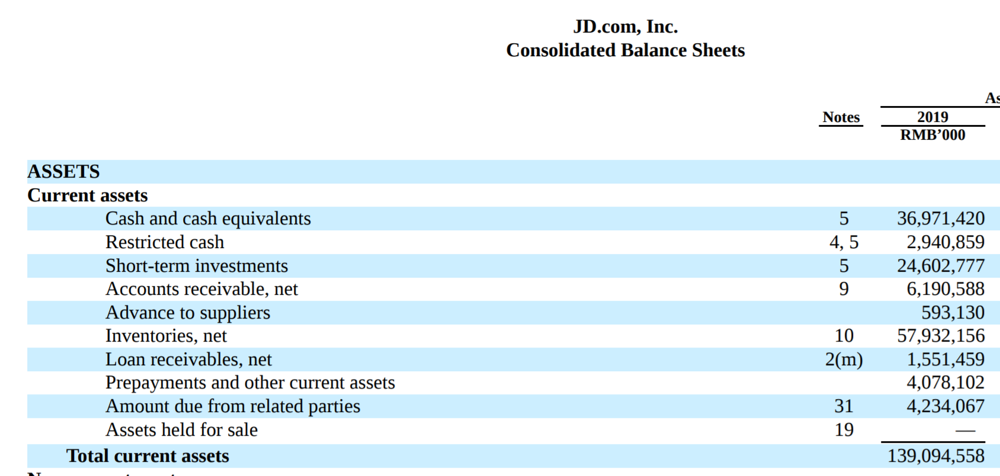 JD.com, Inc.
Consolidated Balance Sheets
As
Notes 2019
RMB’000
ASSETS
Current assets
Cash and cash equivalents 5 36,971,420
Restricted cash 4, 5 2,940,859
Short-term investments 5 24,602,777
Accounts receivable, net 9 6,190,588
Advance to suppliers 593,130
Inventories, net 10 57,932,156
Loan receivables, net 2(m) 1,551,459
Prepayments and other current assets 4,078,102
Amount due from related parties 31 4,234,067
Assets held for sale 19 —
Total current assets 139,094,558